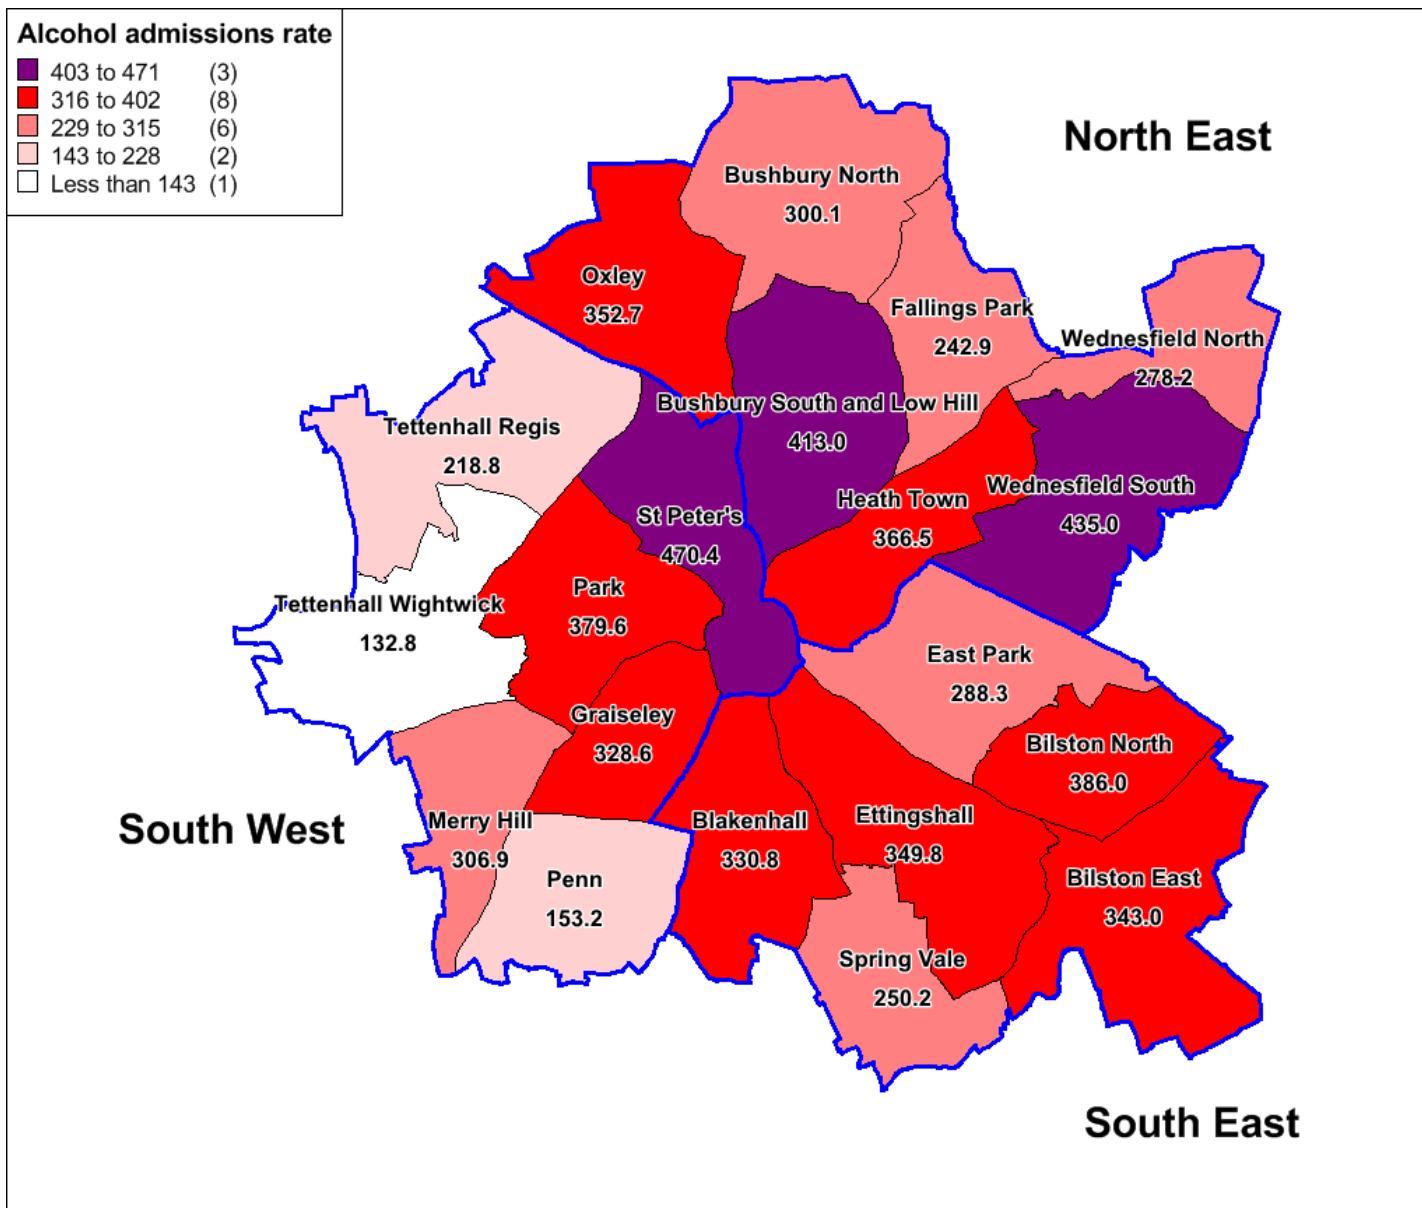 Alcohol admissions rate
403 to 471 (3)
316 to 402 (8)
229 to 315 (6)
143 to 228 (2)
Less than 143 (1)
North East
Bushbury North
300.1
Oxley
352.7
Fallings Park
242.9
Wednesfield North
278.2
Bushbury South and Low Hill
413.0
Tettenhall Regis
218.8
Heath Town
366.5
Wednesfield South
435.0
St Peter's
470.4
Park
379.6
Tettenhall Wightwick
132.8
East Park
288.3
Graiseley
328.6
Bilston North
386.0
South West
Merry Hill
306.9
Blakenhall
330.8
Ettingshall
349.8
Penn
153.2
Bilston East
343.0
Spring Vale
250.2
South East